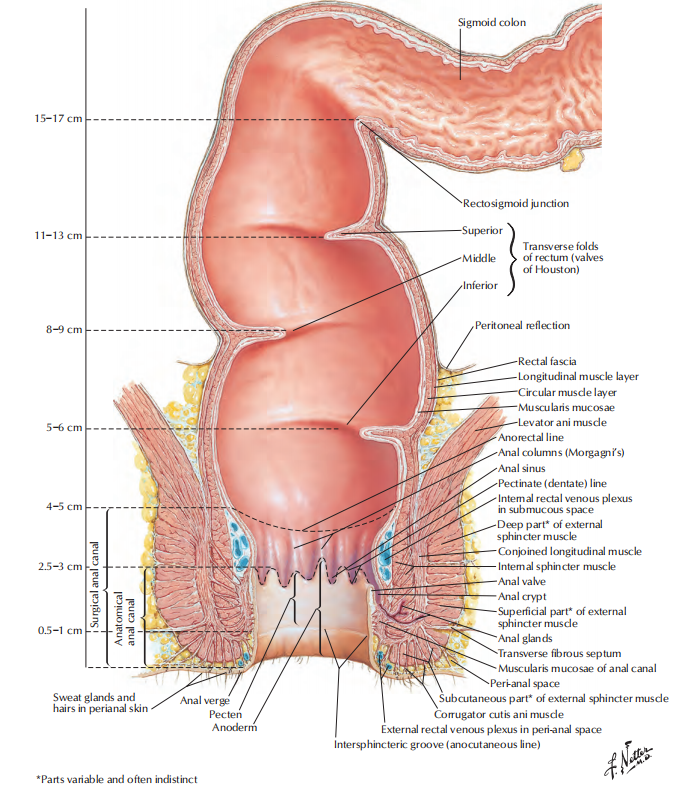 Sigmoid colon
15–17 cm
Rectosigmoid junction
11–13 cm
Superior
Middle
Inferior
Transverse folds
of rectum (valves
of Houston)
8–9 cm
Peritoneal reflection
Rectal fascia
Longitudinal muscle layer
Circular muscle layer
Muscularis mucosae
Levator ani muscle
5–6 cm
Anorectal line
Anal columns (Morgagni's)
Anal sinus
Pectinate (dentate) line
Internal rectal venous plexus
in submucous space
4–5 cm
Deep part* of external
sphincter muscle
Conjoined longitudinal muscle
2.5–3 cm
Internal sphincter muscle
Anal valve
Anal crypt
Superficial part* of external
sphincter muscle
Surgical anal canal
Anatomical
anal canal
0.5–1 cm
Anal glands
Transverse fibrous septum
Muscularis mucosae of anal canal
Peri-anal space
Subcutaneous part* of external sphincter muscle
Corrugator cutis ani muscle
External rectal venous plexus in peri-anal space
Intersphincteric groove (anocutaneous line)
Sweat glands and
hairs in perianal skin
Anal verge
Pecten
Anoderm
F. Netter
M.D.
*Parts variable and often indistinct